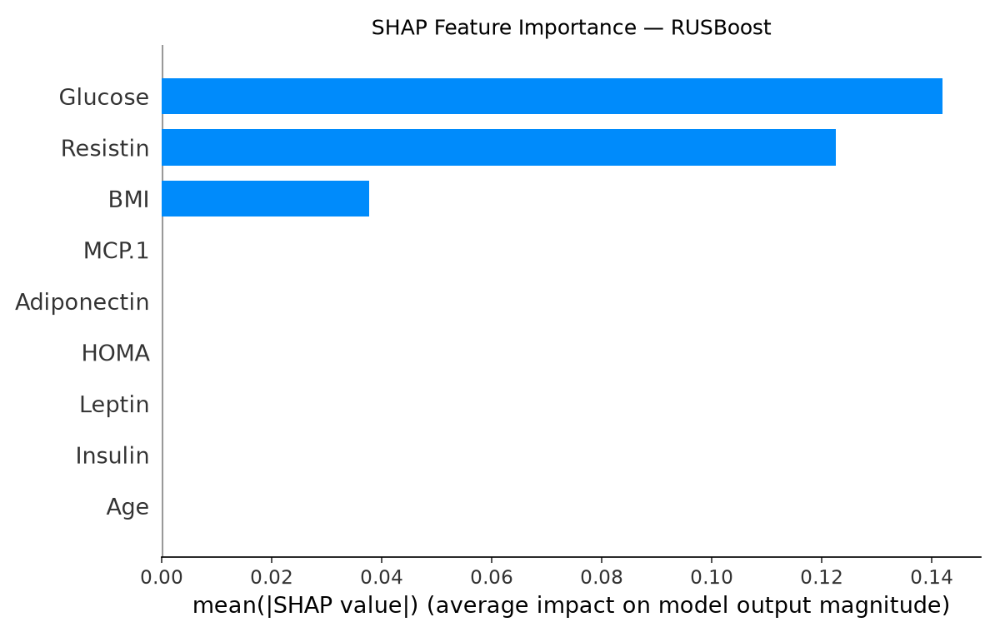 SHAP Feature Importance — RUSBoost
Glucose
Resistin
BMI
MCP.1
Adiponectin
HOMA
Leptin
Insulin
Age
0.00 0.02 0.04 0.06 0.08 0.10 0.12 0.14
mean(|SHAP value|) (average impact on model output magnitude)